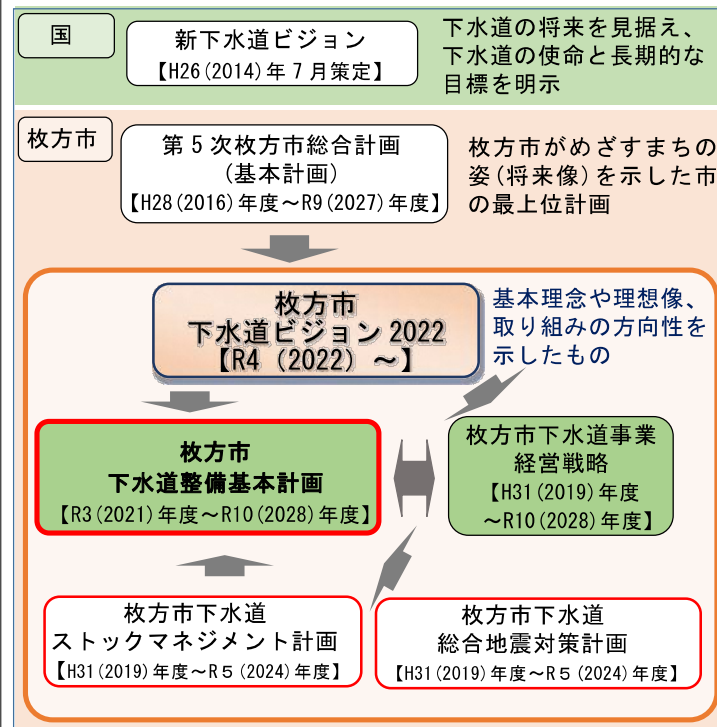 国
新下水道ビジョン
【H26(2014)年7月策定】
下水道の将来を見据え、
下水道の使命と長期的な
目標を明示
枚方市
第5次枚方市総合計画
(基本計画)
【H28(2016)年度～R9(2027)年度】
枚方市がめざすまちの
姿(将来像)を示した市
の最上位計画
枚方市
下水道ビジョン2022
【R4（2022）～】
基本理念や理想像、
取り組みの方向性を
示したもの
枚方市
下水道整備基本計画
【R3(2021)年度～R10(2028)年度】
枚方市下水道事業
経営戦略
【H31(2019)年度
～R10(2028)年度】
枚方市下水道
ストックマネジメント計画
【H31(2019)年度～R５(2024)年度】
枚方市下水道
総合地震対策計画
【H31(2019)年度～R５(2024)年度】